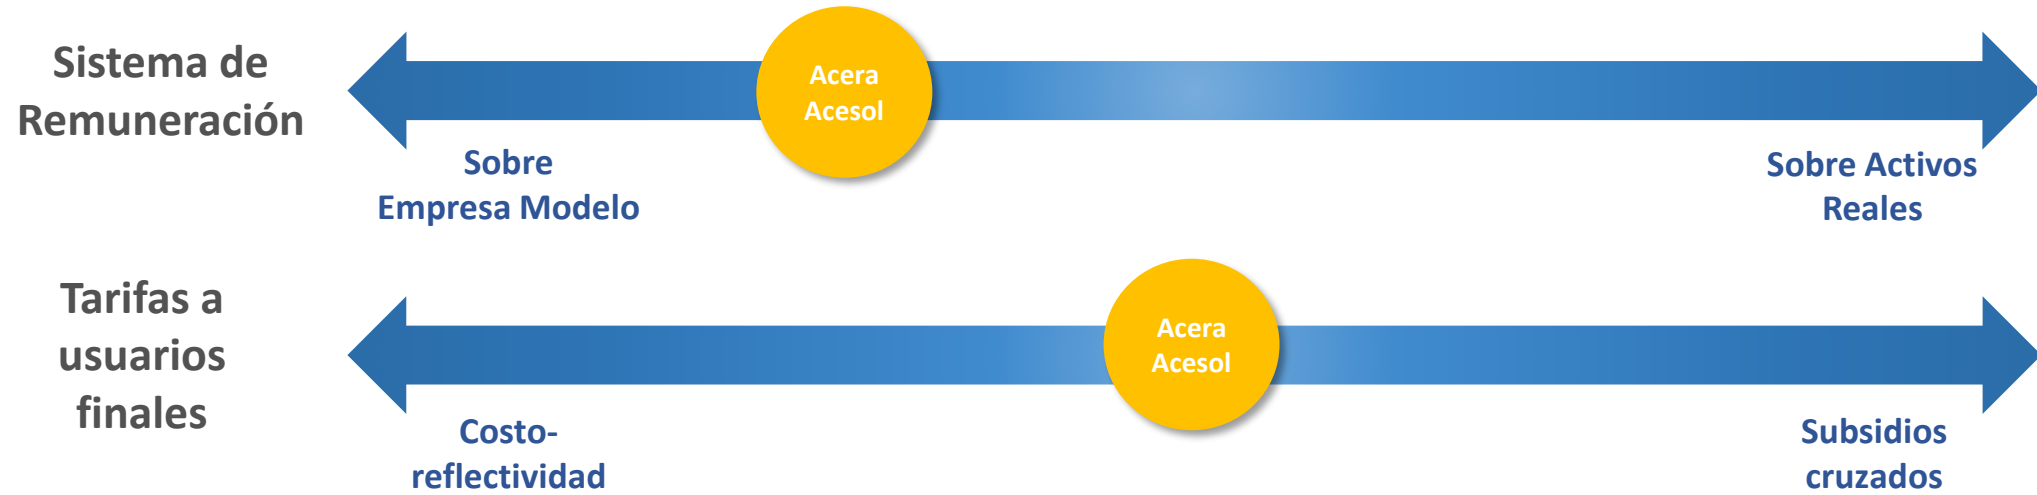 Sistema de
Remuneración
Acera
Acesol
Sobre
Empresa Modelo
Sobre Activos
Reales
Tarifas a
usuarios
finales
Acera
Acesol
Costo-
reflectividad
Subsidios
cruzados